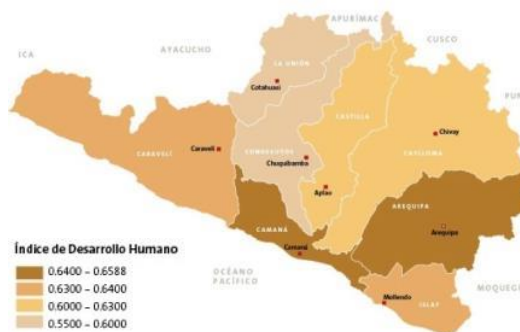 APURÍMAC
CUSCO
AYACUCHO
ICA
LA UNIÓN
Cotahuasi
CASTILLA
PU
Chivay
Caravelí
CARAVELÍ
CONDESUYOS
Chuquibamba
CAYLLOMA
Aplao
AREQUIPA
CAMANÁ
Arequipa
Camaná
Índice de Desarrollo Humano
0.6400 – 0.6588
0.6300 – 0.6400
0.6000 – 0.6300
0.5500 – 0.6000
OCÉANO
PACÍFICO
MOQUEG
Mollendo
ISLAY